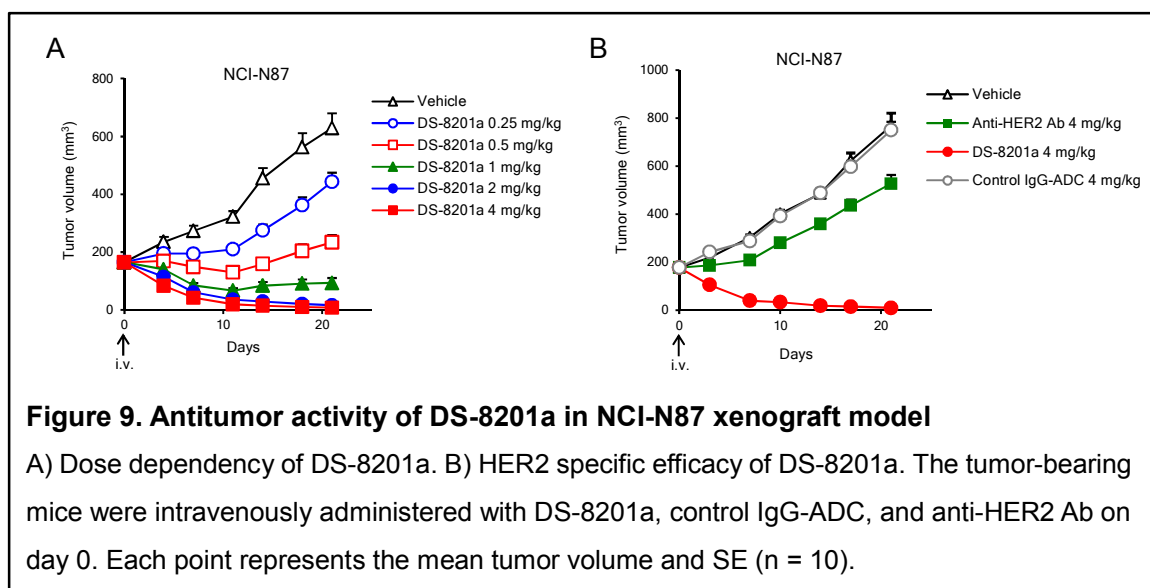 A
NCI-N87
Tumor volume (mm³)
800
600
400
200
0
0
10
20
Days
i.v.
Vehicle
DS-8201a 0.25 mg/kg
DS-8201a 0.5 mg/kg
DS-8201a 1 mg/kg
DS-8201a 2 mg/kg
DS-8201a 4 mg/kg
B
NCI-N87
Tumor volume (mm³)
1000
800
600
400
200
0
0
10
20
Days
i.v.
Vehicle
Anti-HER2 Ab 4 mg/kg
DS-8201a 4 mg/kg
Control IgG-ADC 4 mg/kg
Figure 9. Antitumor activity of DS-8201a in NCI-N87 xenograft model
A) Dose dependency of DS-8201a. B) HER2 specific efficacy of DS-8201a. The tumor-bearing
mice were intravenously administered with DS-8201a, control IgG-ADC, and anti-HER2 Ab on
day 0. Each point represents the mean tumor volume and SE (n = 10).